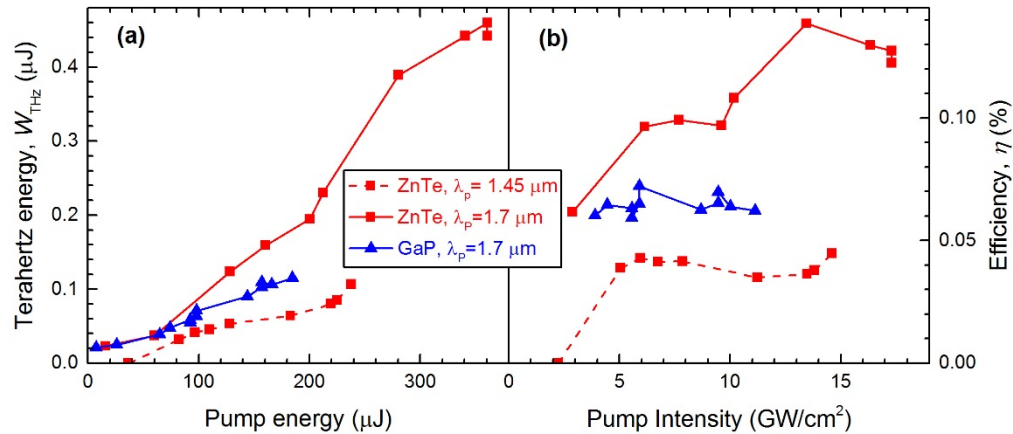 (a)
(b)
Terahertz energy, W_THz (μJ)
0.4
0.3
0.2
0.1
0.0
0 100 200 300
Pump energy (μJ)
ZnTe, λ_p= 1.45 μm
ZnTe, λ_P=1.7 μm
GaP, λ_P=1.7 μm
0 5 10 15
Pump Intensity (GW/cm²)
0.10
0.05
0.00
Efficiency, η (%)